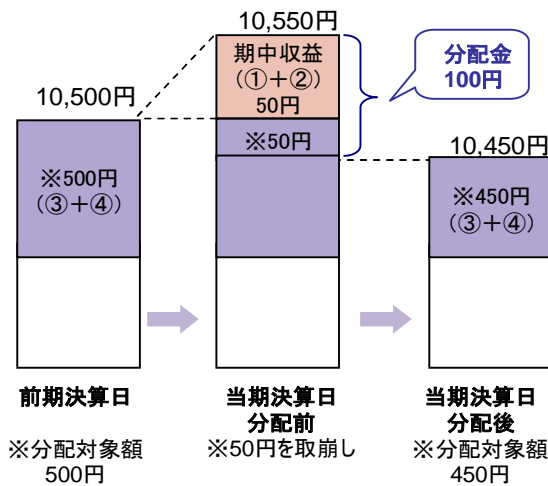 10,550円
期中収益
(①+②)
50円
分配金
100円
10,500円
※50円
10,450円
※500円
(③+④)
※450円
(③+④)
前期決算日
当期決算日
分配前
当期決算日
分配後
※分配対象額
500円
※50円を取崩し
※分配対象額
450円